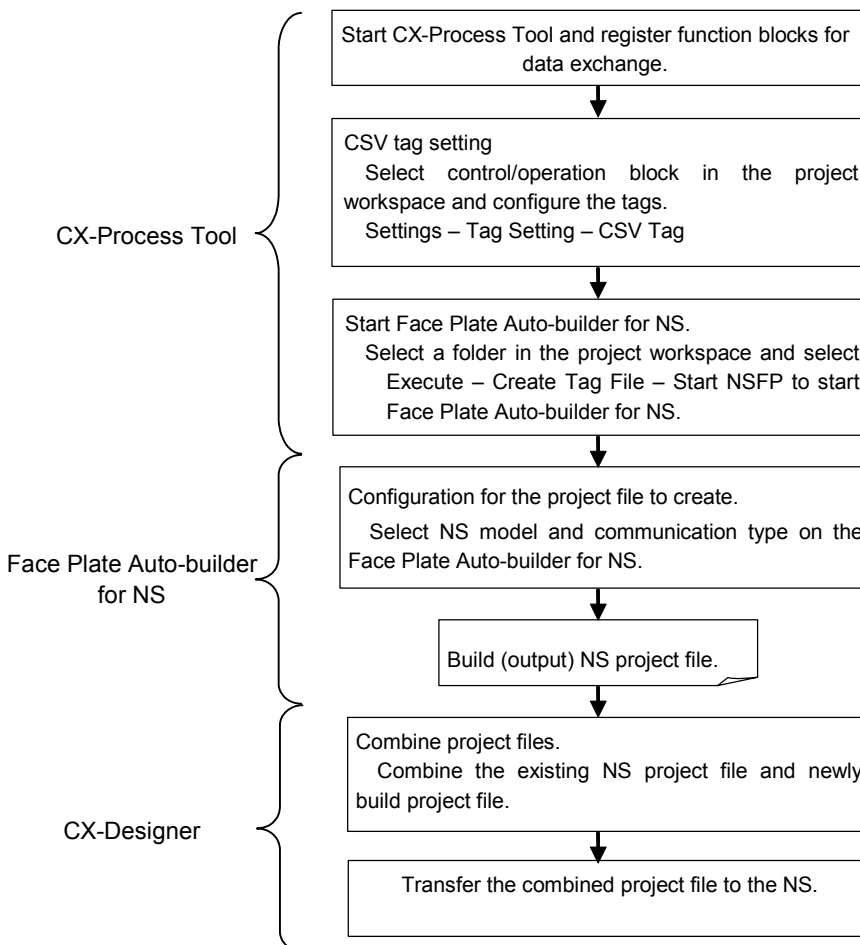 Start CX-Process Tool and register function blocks for
data exchange.
CSV tag setting
Select control/operation block in the project
workspace and configure the tags.
Settings – Tag Setting – CSV Tag
CX-Process Tool
Start Face Plate Auto-builder for NS.
Select a folder in the project workspace and select
Execute – Create Tag File – Start NSFP to start
Face Plate Auto-builder for NS.
Configuration for the project file to create.
Select NS model and communication type on the
Face Plate Auto-builder for NS.
Face Plate Auto-builder
for NS
Build (output) NS project file.
Combine project files.
Combine the existing NS project file and newly
build project file.
CX-Designer
Transfer the combined project file to the NS.